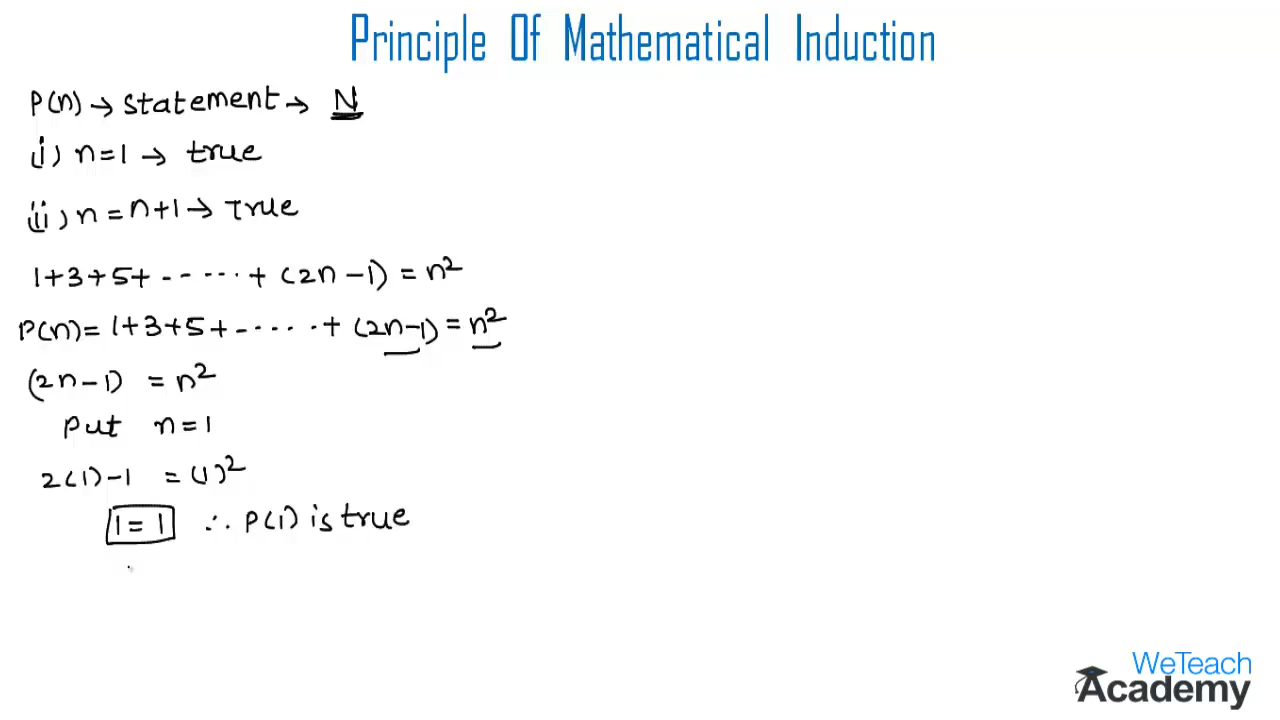 Principle Of Mathematical Induction
P(n) → statement → N
(i) n = 1 → true
(ii) n = n+1 → True
1+3+5+ - - ···· + (2n-1) = n²
P(n) = 1+3+5+ - ···· + (2n-1) = n²
(2n-1) = n²
Put n = 1
2(1)-1 = (1)²
1 = 1 ∴ P(1) is true
WeTeach
Academy